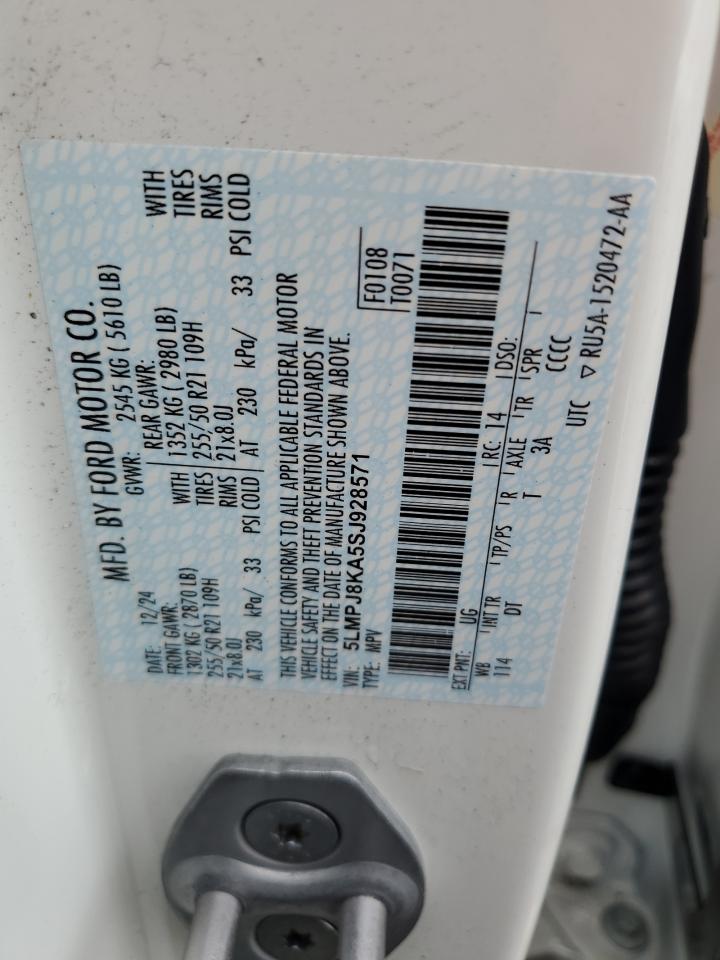 MFD. BY FORD MOTOR CO.
DATE: 12/24 GVWR: 2545 KG ( 5610 LB)
FRONT GAWR: REAR GAWR:
1302 KG ( 2870 LB) WITH 1352 KG ( 2980 LB) WITH
255/50 R21 109H TIRES 255/50 R21 109H TIRES
21x8.0J RIMS 21x8.0J RIMS
AT 230 kPa/ 33 PSI COLD AT 230 kPa/ 33 PSI COLD
THIS VEHICLE CONFORMS TO ALL APPLICABLE FEDERAL MOTOR
VEHICLE SAFETY AND THEFT PREVENTION STANDARDS IN
EFFECT ON THE DATE OF MANUFACTURE SHOWN ABOVE.
VIN: 5LMPJ8KA5SJ928571 F0108
TYPE: MPV T0071
EXT PNT: UG RC: 14 DSO:
WB INT TR TP/PS R AXLE TR SPR
114 DT T 3A CCCC
UTC ▽ RU5A-1520472-AA